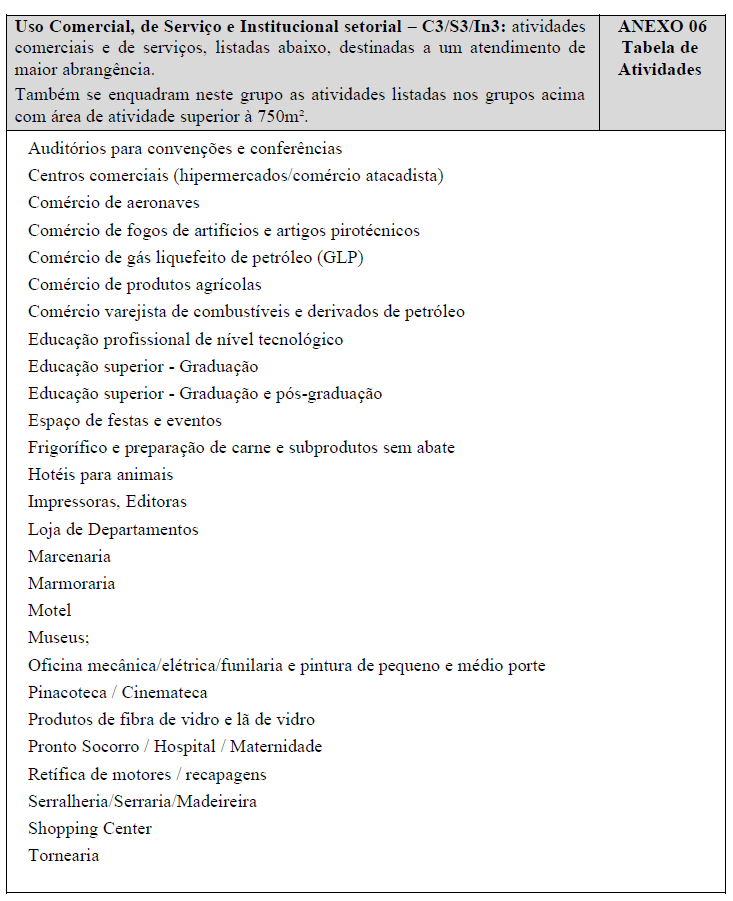 Uso Comercial, de Serviço e Institucional setorial – C3/S3/In3: atividades
comerciais e de serviços, listadas abaixo, destinadas a um atendimento de
maior abrangência.
Também se enquadram neste grupo as atividades listadas nos grupos acima
com área de atividade superior à 750m².
ANEXO 06
Tabela de
Atividades
Auditórios para convenções e conferências
Centros comerciais (hipermercados/comércio atacadista)
Comércio de aeronaves
Comércio de fogos de artifícios e artigos pirotécnicos
Comércio de gás liquefeito de petróleo (GLP)
Comércio de produtos agrícolas
Comércio varejista de combustíveis e derivados de petróleo
Educação profissional de nível tecnológico
Educação superior - Graduação
Educação superior - Graduação e pós-graduação
Espaço de festas e eventos
Frigorífico e preparação de carne e subprodutos sem abate
Hotéis para animais
Impressoras, Editoras
Loja de Departamentos
Marcenaria
Marmoraria
Motel
Museus;
Oficina mecânica/elétrica/funilaria e pintura de pequeno e médio porte
Pinacoteca / Cinemateca
Produtos de fibra de vidro e lã de vidro
Pronto Socorro / Hospital / Maternidade
Retífica de motores / recapagens
Serralheria/Serraria/Madeireira
Shopping Center
Tornearia